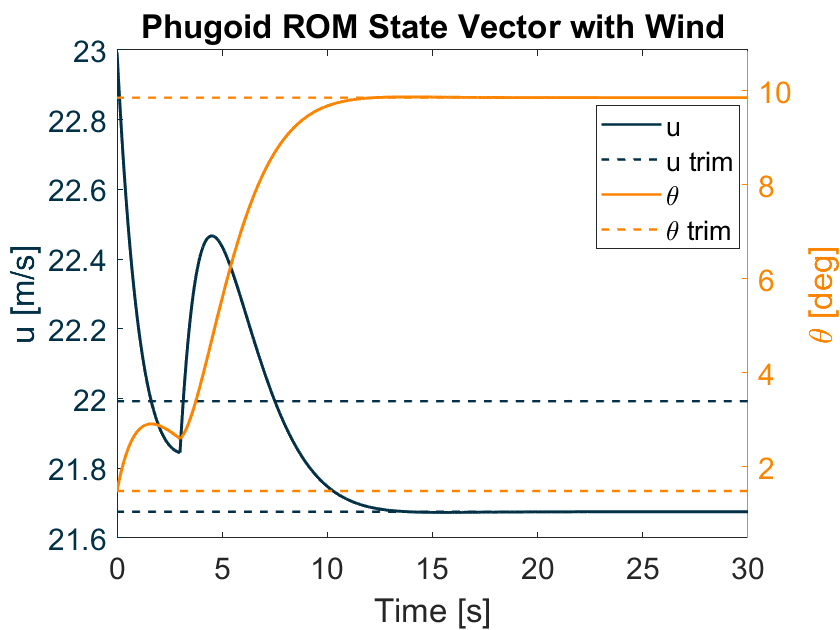 Phugoid ROM State Vector with Wind
u [m/s]
23
22.8
22.6
22.4
22.2
22
21.8
21.6
0
5
10
15
20
25
30
Time [s]
10
8
6
4
2
θ [deg]
u
u trim
θ
θ trim